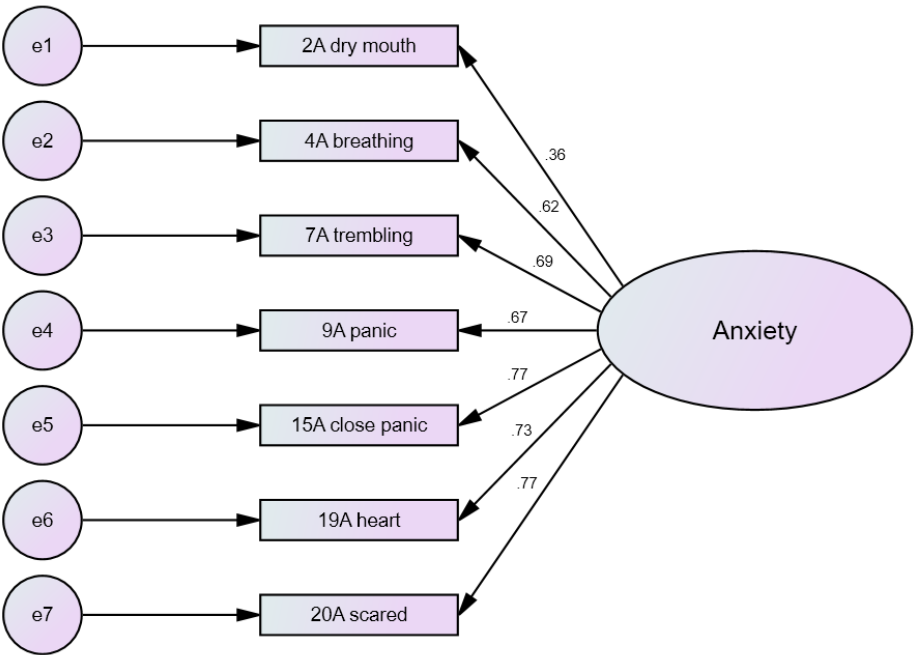 e1
2A dry mouth
.36
e2
4A breathing
.62
e3
7A trembling
.69
e4
9A panic
.67
Anxiety
e5
15A close panic
.77
e6
19A heart
.73
e7
20A scared
.77